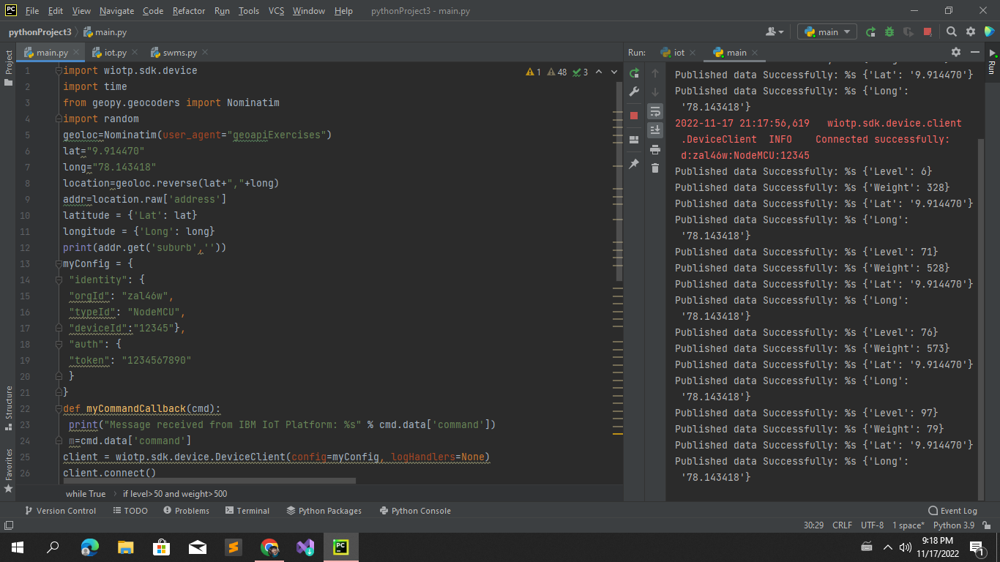 File Edit View Navigate Code Refactor Run Tools VCS Window Help pythonProject3 - main.py
pythonProject3 main.py main
Project
main.py iot.py swms.py
1 import wiotp.sdk.device
2 import time
3 from geopy.geocoders import Nominatim
4 import random
5 geoloc=Nominatim(user_agent="geoapiExercises")
6 lat="9.914470"
7 long="78.143418"
8 location=geoloc.reverse(lat+","+long)
9 addr=location.raw['address']
10 latitude = {'Lat': lat}
11 longitude = {'Long': long}
12 print(addr.get('suburb',''))
13 myConfig = {
14 "identity": {
15 "orgId": "zal46w",
16 "typeId": "NodeMCU",
17 "deviceId":"12345"},
18 "auth": {
19 "token": "1234567890"
20 }
21 }
22 def myCommandCallback(cmd):
23 print("Message received from IBM IoT Platform: %s" % cmd.data['command'])
24 m=cmd.data['command']
25 client = wiotp.sdk.device.DeviceClient(config=myConfig, logHandlers=None)
26 client.connect()
1 48 3
while True if level>50 and weight>500
Structure
Favorites
Run: iot main
Run
Published data Successfully: %s {'Lat': '9.914470'}
Published data Successfully: %s {'Long':
'78.143418'}
2022-11-17 21:17:56,619 wiotp.sdk.device.client
.DeviceClient INFO Connected successfully:
d:zal46w:NodeMCU:12345
Published data Successfully: %s {'Level': 6}
Published data Successfully: %s {'Weight': 328}
Published data Successfully: %s {'Lat': '9.914470'}
Published data Successfully: %s {'Long':
'78.143418'}
Published data Successfully: %s {'Level': 71}
Published data Successfully: %s {'Weight': 528}
Published data Successfully: %s {'Lat': '9.914470'}
Published data Successfully: %s {'Long':
'78.143418'}
Published data Successfully: %s {'Level': 76}
Published data Successfully: %s {'Weight': 573}
Published data Successfully: %s {'Lat': '9.914470'}
Published data Successfully: %s {'Long':
'78.143418'}
Published data Successfully: %s {'Level': 97}
Published data Successfully: %s {'Weight': 79}
Published data Successfully: %s {'Lat': '9.914470'}
Published data Successfully: %s {'Long':
'78.143418'}
Version Control TODO Problems Terminal Python Packages Python Console Event Log
30:29 CRLF UTF-8 1 space* Python 3.9
PC
9:18 PM
11/17/2022
1